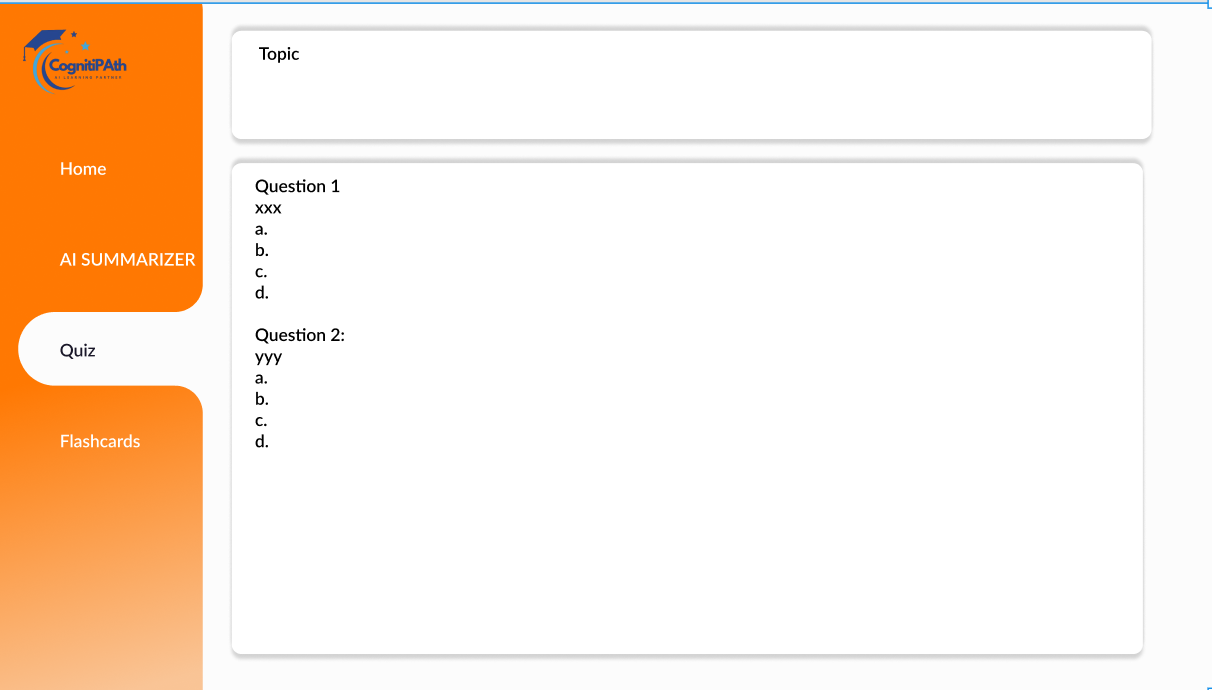 CognitiPAth
AI LEARNING PARTNER
Home
AI SUMMARIZER
Quiz
Flashcards
Topic
Question 1
xxx
a.
b.
c.
d.
Question 2:
yyy
a.
b.
c.
d.